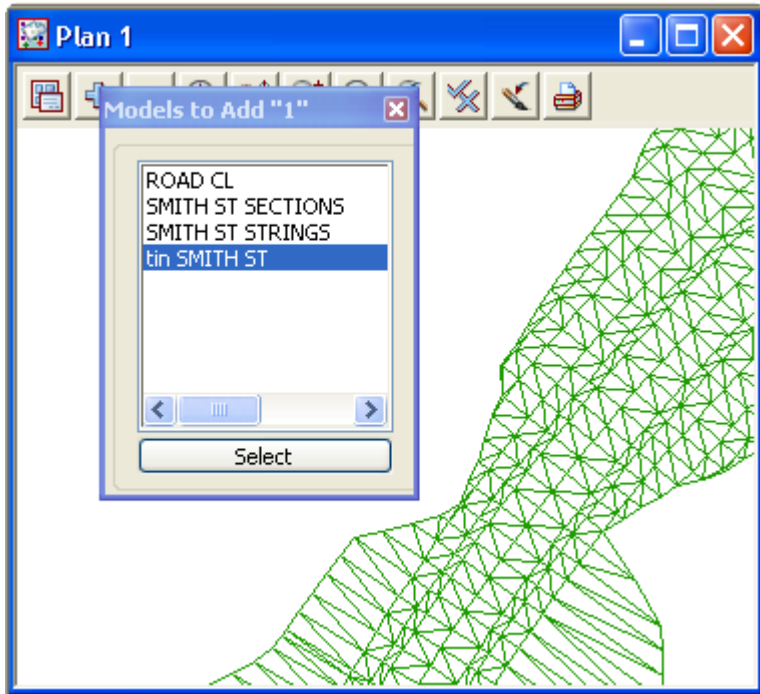 Plan 1
Models to Add "1"
ROAD CL
SMITH ST SECTIONS
SMITH ST STRINGS
tin SMITH ST
Select